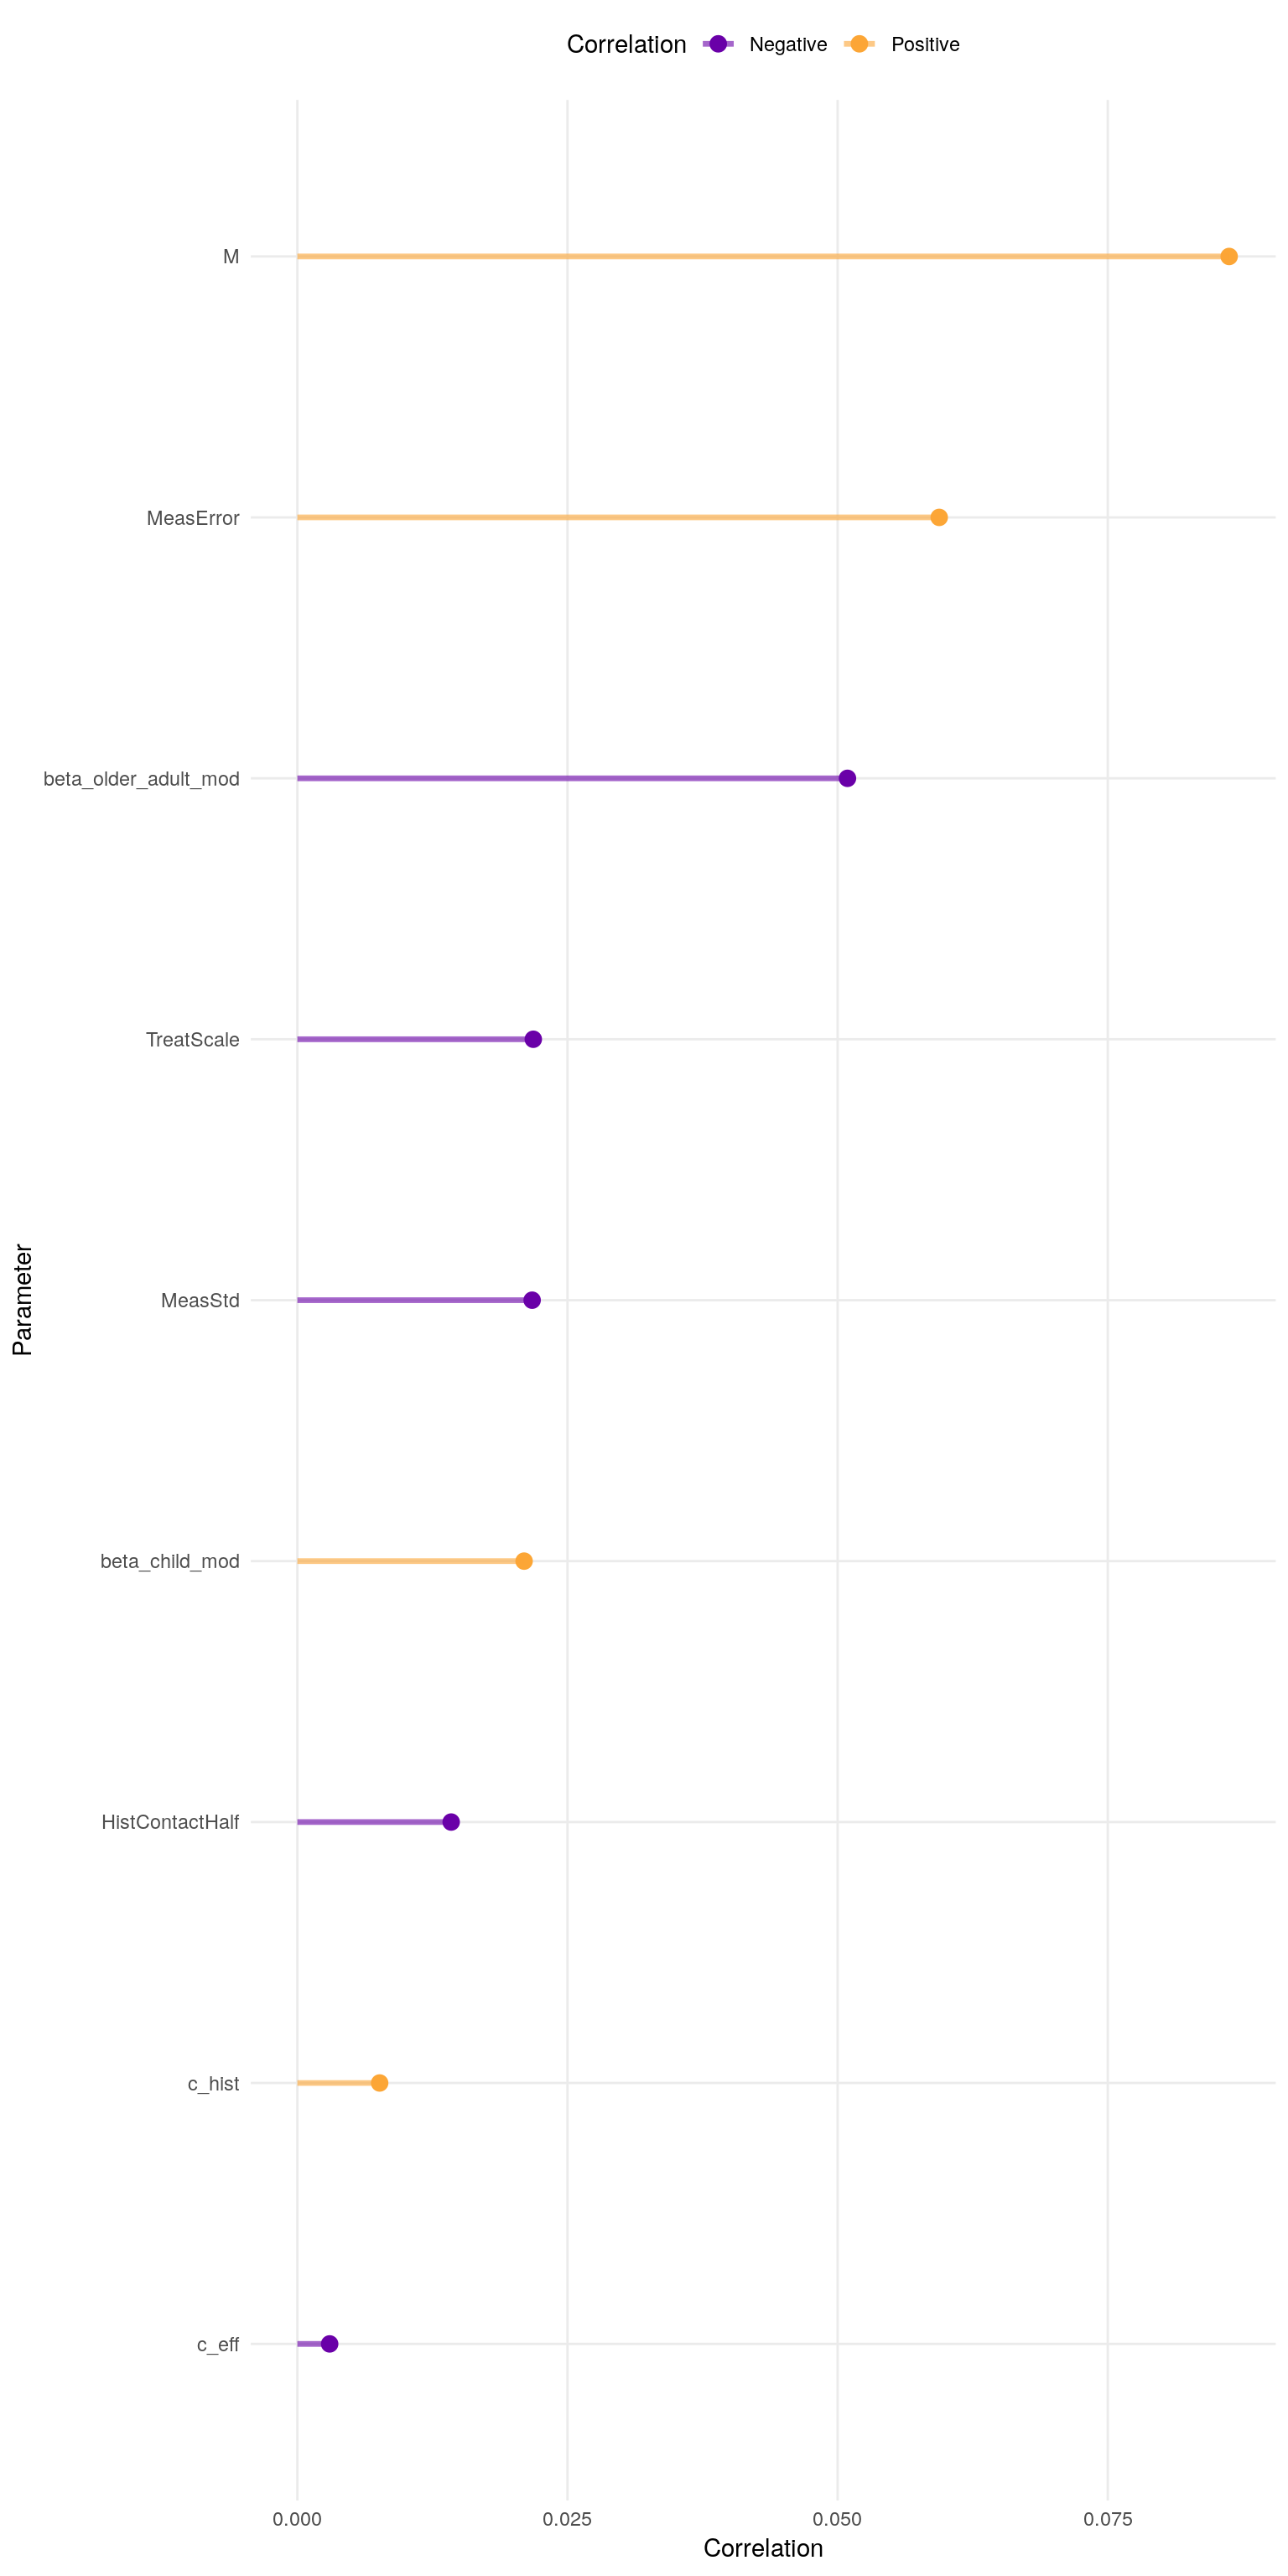 Correlation Negative Positive
M
MeasError
beta_older_adult_mod
TreatScale
MeasStd
Parameter
beta_child_mod
HistContactHalf
c_hist
c_eff
0.000 0.025 0.050 0.075
Correlation